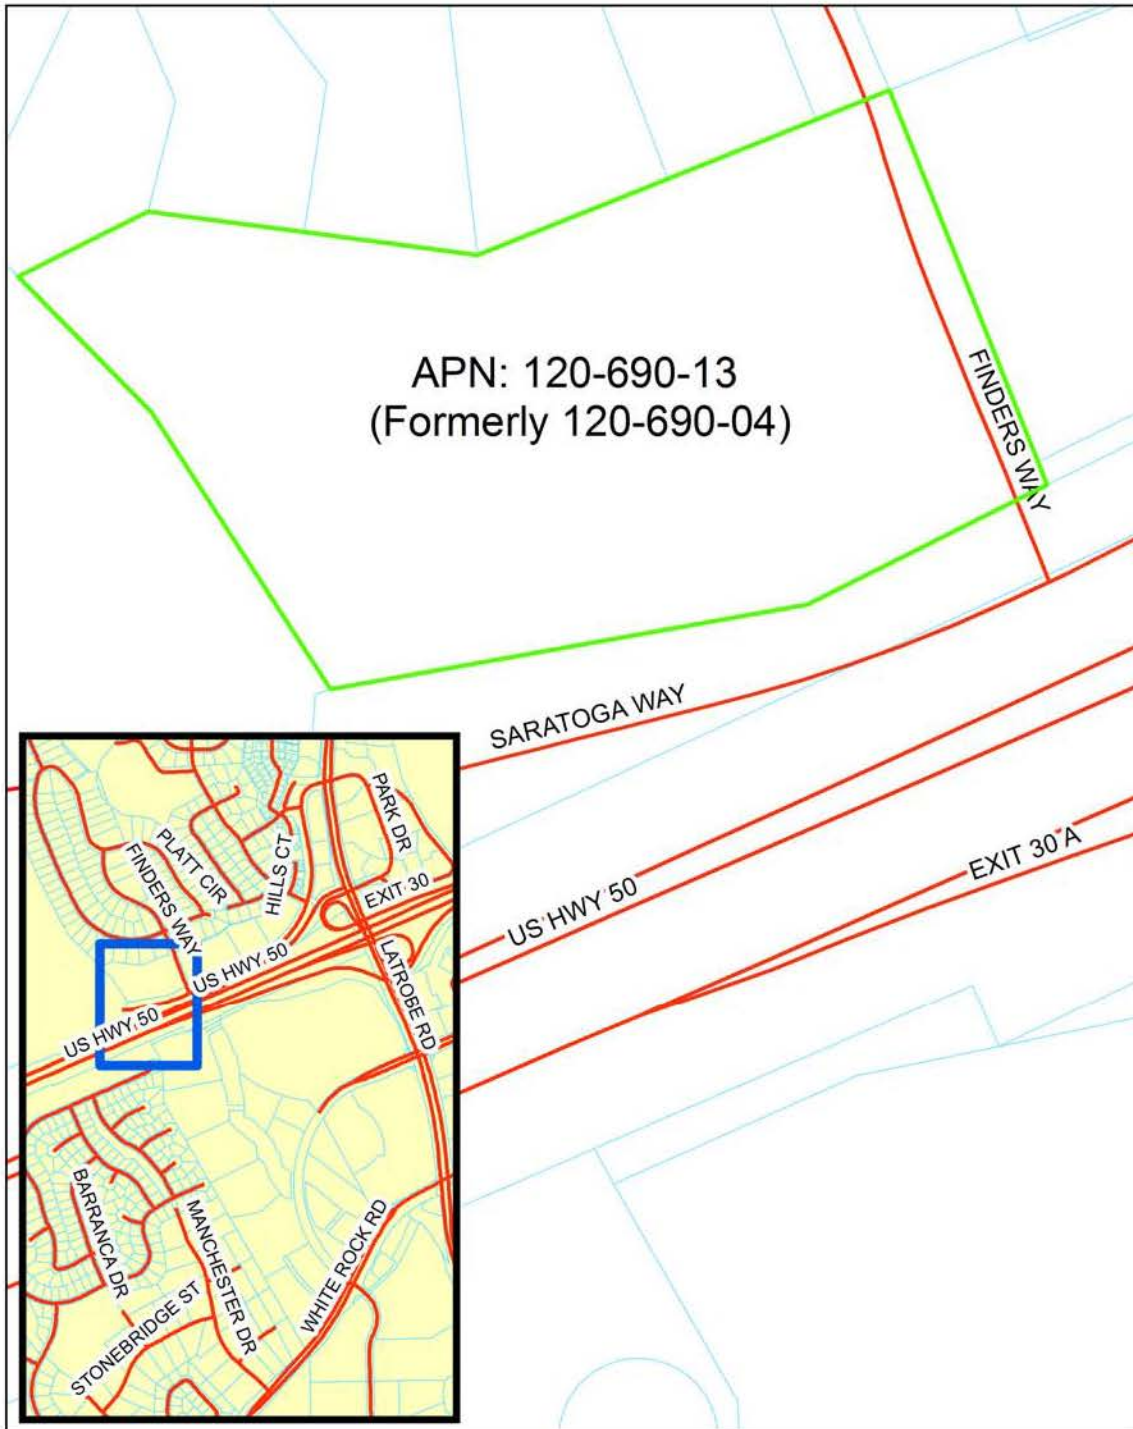 APN: 120-690-13
(Formerly 120-690-04)
FINDERS WAY
SARATOGA WAY
US HWY 50
EXIT 30 A
PARK DR
PLATT CIR
HILLS CT
FINDERS WAY
EXIT 30
US HWY 50
LATROBE RD
US HWY 50
BARRANCA DR
MANCHESTER DR
WHITE ROCK RD
STONEBRIDGE ST